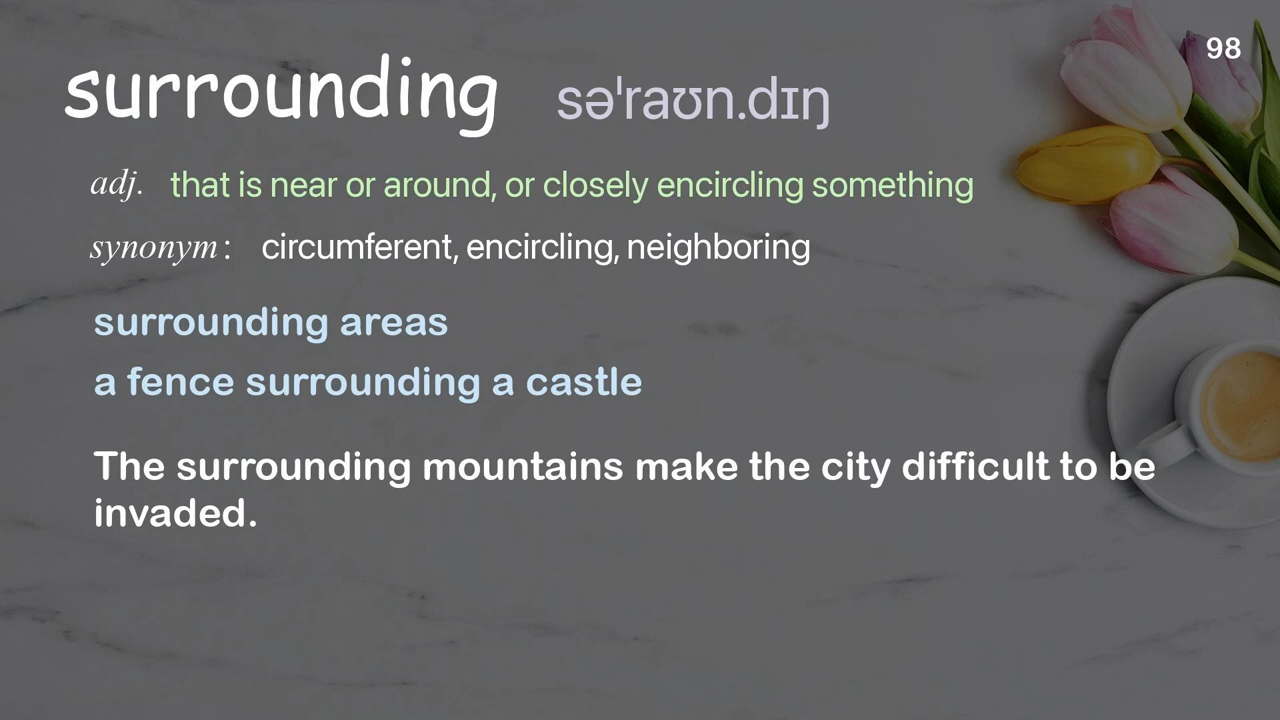 98
surrounding səˈraʊn.dɪŋ
adj. that is near or around, or closely encircling something
synonym: circumferent, encircling, neighboring
surrounding areas
a fence surrounding a castle
The surrounding mountains make the city difficult to be
invaded.